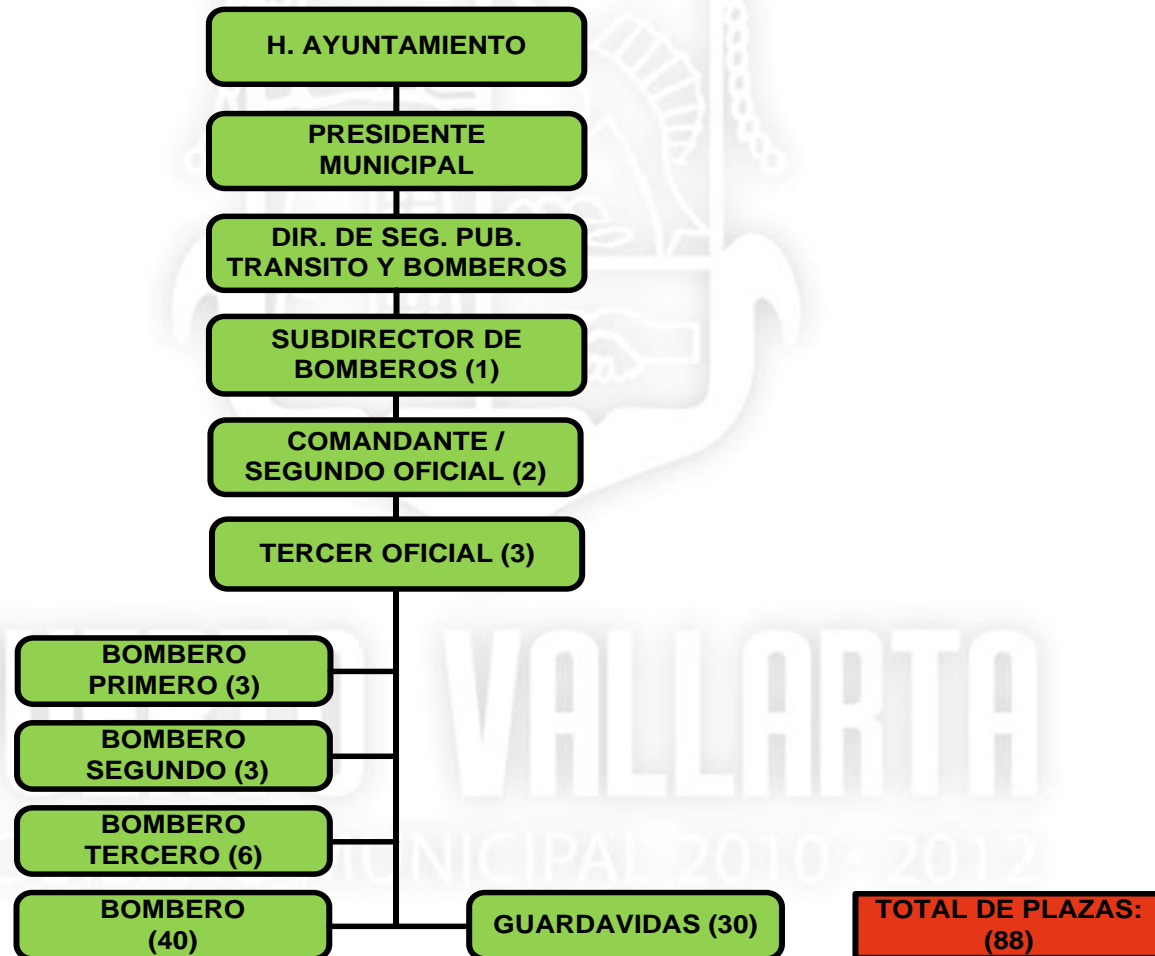 H. AYUNTAMIENTO
PRESIDENTE
MUNICIPAL
DIR. DE SEG. PUB.
TRANSITO Y BOMBEROS
SUBDIRECTOR DE
BOMBEROS (1)
COMANDANTE /
SEGUNDO OFICIAL (2)
TERCER OFICIAL (3)
BOMBERO
PRIMERO (3)
BOMBERO
SEGUNDO (3)
BOMBERO
TERCERO (6)
BOMBERO
(40)
GUARDAVIDAS (30)
TOTAL DE PLAZAS:
(88)
VALLARTA
MUNICIPAL 2010 - 2012